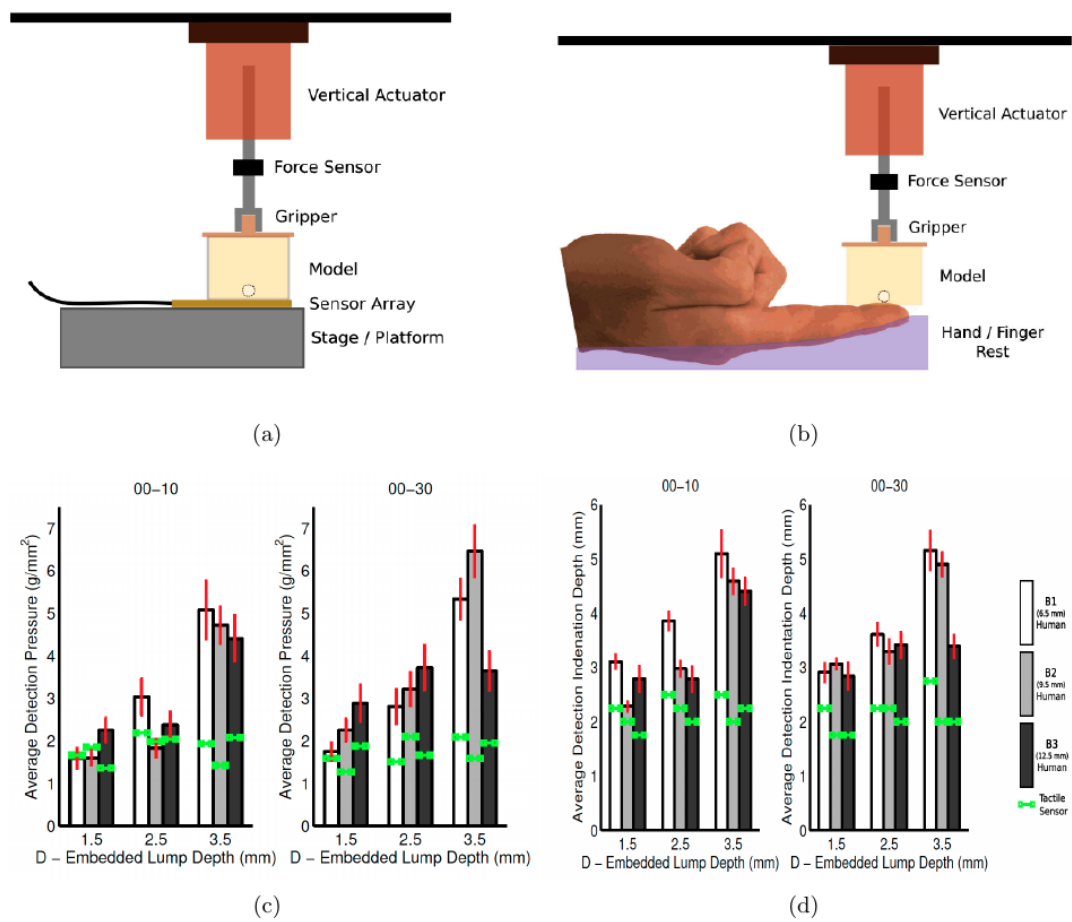 Vertical Actuator
Force Sensor
Gripper
Model
Sensor Array
Stage / Platform
(a)
Vertical Actuator
Force Sensor
Gripper
Model
Hand / Finger
Rest
(b)
00–10
00–30
Average Detection Pressure (g/mm²)
7
6
5
4
3
2
1
0
1.5 2.5 3.5
D – Embedded Lump Depth (mm)
7
6
5
4
3
2
1
0
1.5 2.5 3.5
D – Embedded Lump Depth (mm)
Average Detection Pressure (g/mm²)
(c)
00–10
00–30
Average Detection Indentation Depth (mm)
6
5
4
3
2
1
0
1.5 2.5 3.5
D – Embedded Lump Depth (mm)
Average Detection Indentation Depth (mm)
6
5
4
3
2
1
0
1.5 2.5 3.5
D – Embedded Lump Depth (mm)
B1
(6.5 mm)
Human
B2
(9.5 mm)
Human
B3
(12.5 mm)
Human
Tactile
Sensor
(d)